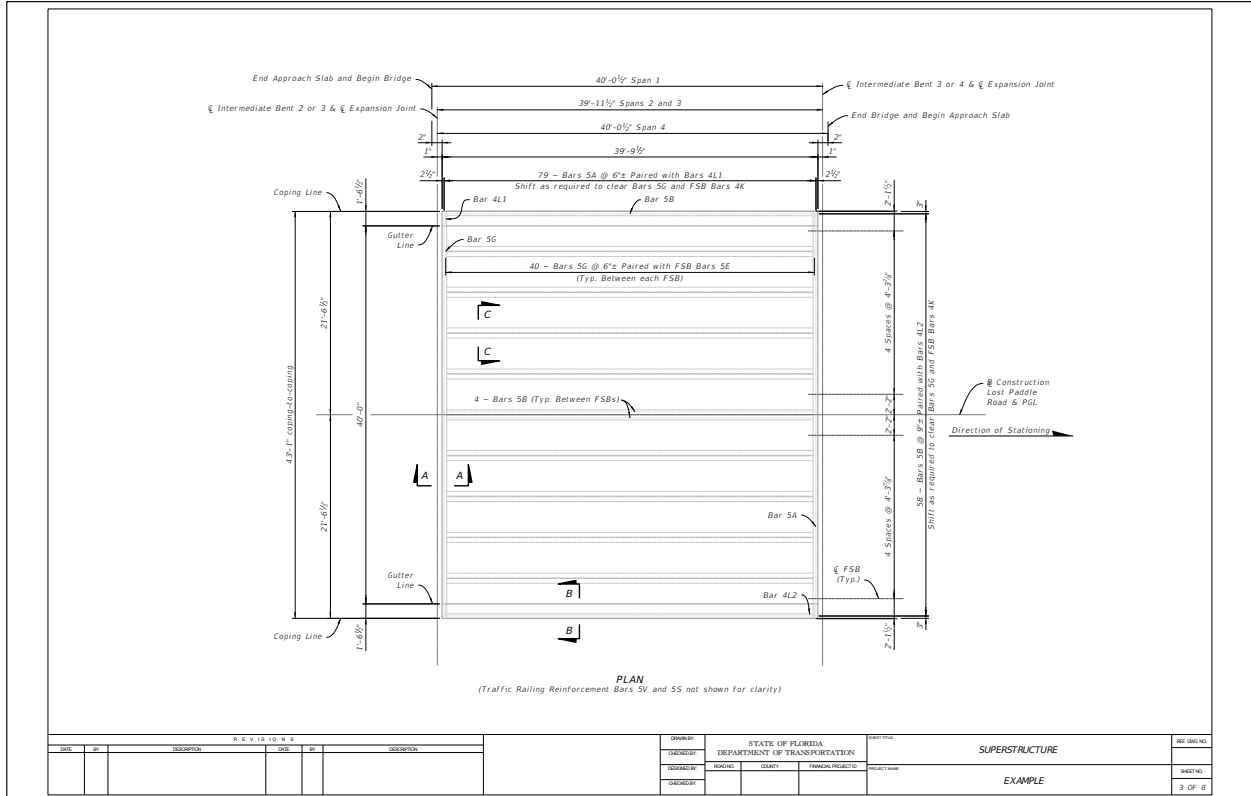 End Approach Slab and Begin Bridge
40'-0½" Span 1
℄ Intermediate Bent 3 or 4 & ℄ Expansion Joint
℄ Intermediate Bent 2 or 3 & ℄ Expansion Joint
39'-11½" Spans 2 and 3
End Bridge and Begin Approach Slab
40'-0½" Span 4
2"
2"
1"
39'-9½"
1"
2½"
79 ~ Bars 5A @ 6"± Paired with Bars 4L1
2½"
Shift as required to clear Bars 5G and FSB Bars 4K
Coping Line
1'-6½"
Bar 4L1
Bar 5B
2'-1½"
3"
Gutter
Line
Bar 5G
40 ~ Bars 5G @ 6"± Paired with FSB Bars 5E
(Typ. Between each FSB)
21'-6½"
C
C
4 Spaces @ 4'-3⅞"
43'-1" coping-to-coping
40'-0"
4 ~ Bars 5B (Typ. Between FSBs)
2'-2"
2'-2"
58 ~ Bars 5B @ 9"± Paired with Bars 4L2
Shift as required to clear Bars 5G and FSB Bars 4K
Construction
Lost Paddle
Road & PGL
Direction of Stationing
A
A
21'-6½"
4 Spaces @ 4'-3⅞"
Bar 5A
Gutter
Line
℄ FSB
(Typ.)
B
Bar 4L2
B
Coping Line
1'-6½"
2'-1½"
3"
PLAN
(Traffic Railing Reinforcement Bars 5V and 5S not shown for clarity)
REVISIONS
DATE BY DESCRIPTION DATE BY DESCRIPTION
DRAWN BY:
CHECKED BY:
DESIGNED BY:
CHECKED BY:
STATE OF FLORIDA
DEPARTMENT OF TRANSPORTATION
ROAD NO. COUNTY FINANCIAL PROJECT ID
SHEET TITLE:
SUPERSTRUCTURE
PROJECT NAME:
EXAMPLE
REF. DWG. NO.
SHEET NO.
3 OF 8